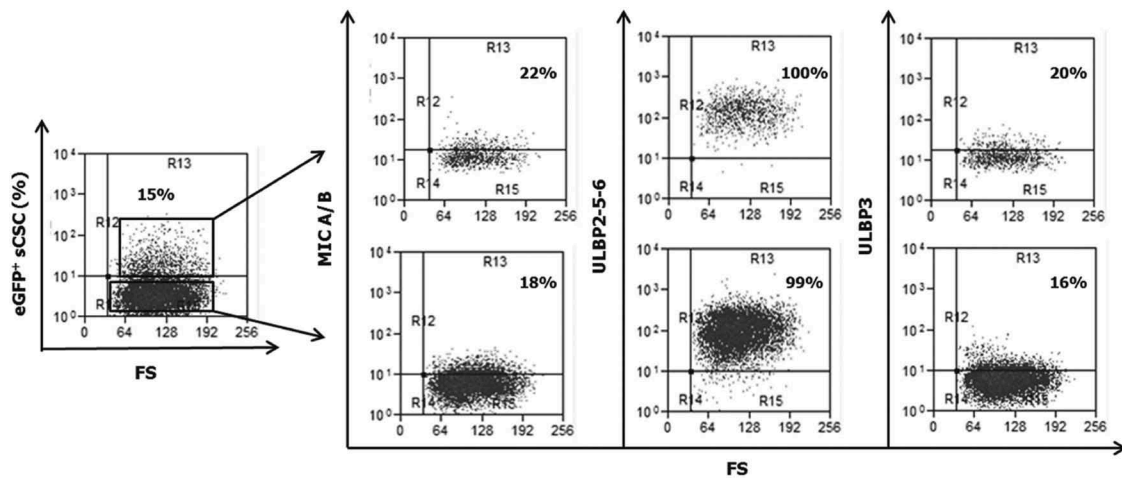 eGFP⁺ sCSC (%)
10⁴
10³
10²
10¹
10⁰
R13
15%
R12
0 64 128 192 256
FS
MIC A/B
10⁴
10³
10²
10¹
10⁰
R13
22%
R12
R14 R15
0 64 128 192 256
10⁴
10³
10²
10¹
10⁰
R13
18%
R12
R14 R15
0 64 128 192 256
ULBP2-5-6
10⁴
10³
10²
10¹
10⁰
R13
100%
R12
R14 R15
0 64 128 192 256
10⁴
10³
10²
10¹
10⁰
R13
99%
R12
R14 R15
0 64 128 192 256
ULBP3
10⁴
10³
10²
10¹
10⁰
R13
20%
R12
R14 R15
0 64 128 192 256
10⁴
10³
10²
10¹
10⁰
R13
16%
R12
R14 R15
0 64 128 192 256
FS